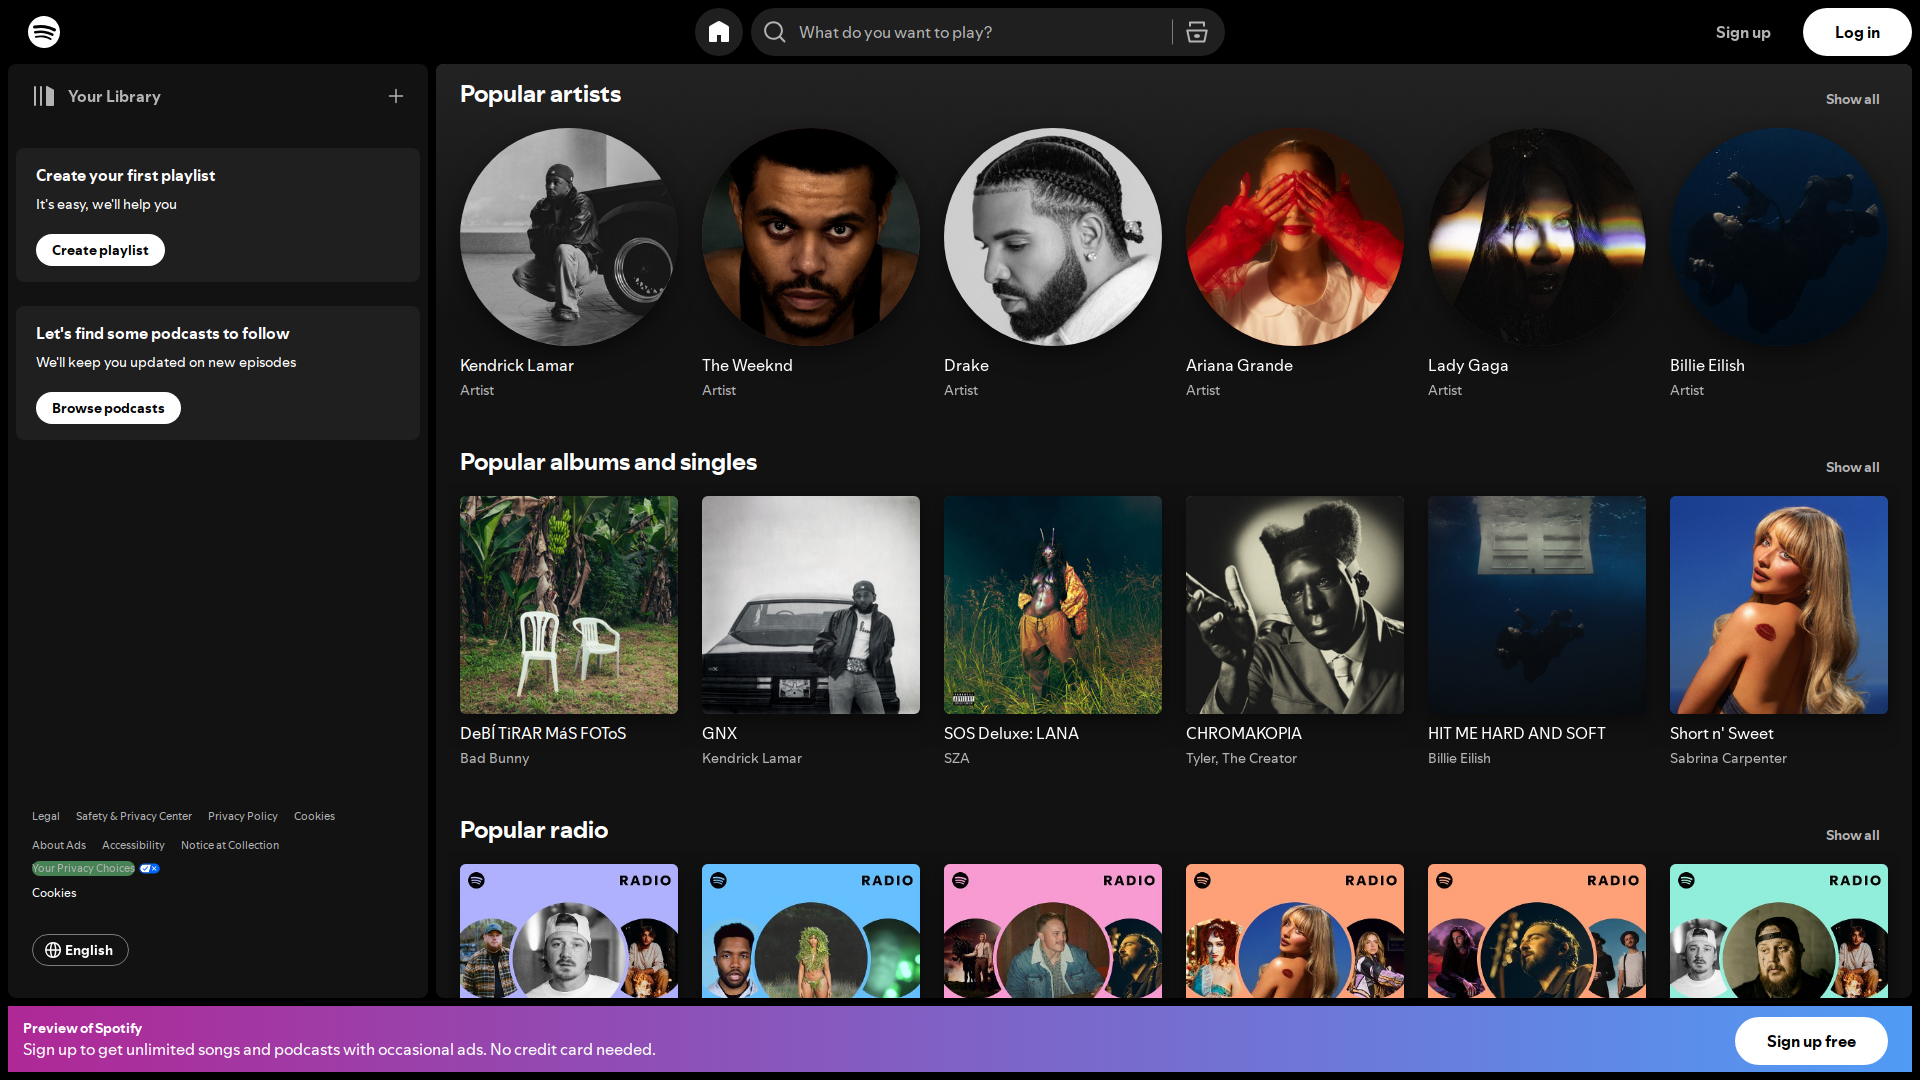 What do you want to play?
Sign up
Log in
Your Library
Create your first playlist
It's easy, we'll help you
Create playlist
Let's find some podcasts to follow
We'll keep you updated on new episodes
Browse podcasts
Legal Safety & Privacy Center Privacy Policy Cookies
About Ads Accessibility Notice at Collection
Your Privacy Choices
Cookies
English
Popular artists
Show all
Kendrick Lamar
Artist
The Weeknd
Artist
Drake
Artist
Ariana Grande
Artist
Lady Gaga
Artist
Billie Eilish
Artist
Popular albums and singles
Show all
DeBÍ TiRAR MáS FOToS
Bad Bunny
GNX
Kendrick Lamar
SOS Deluxe: LANA
SZA
CHROMAKOPIA
Tyler, The Creator
HIT ME HARD AND SOFT
Billie Eilish
Short n' Sweet
Sabrina Carpenter
Popular radio
Show all
RADIO
RADIO
RADIO
RADIO
RADIO
RADIO
Preview of Spotify
Sign up to get unlimited songs and podcasts with occasional ads. No credit card needed.
Sign up free